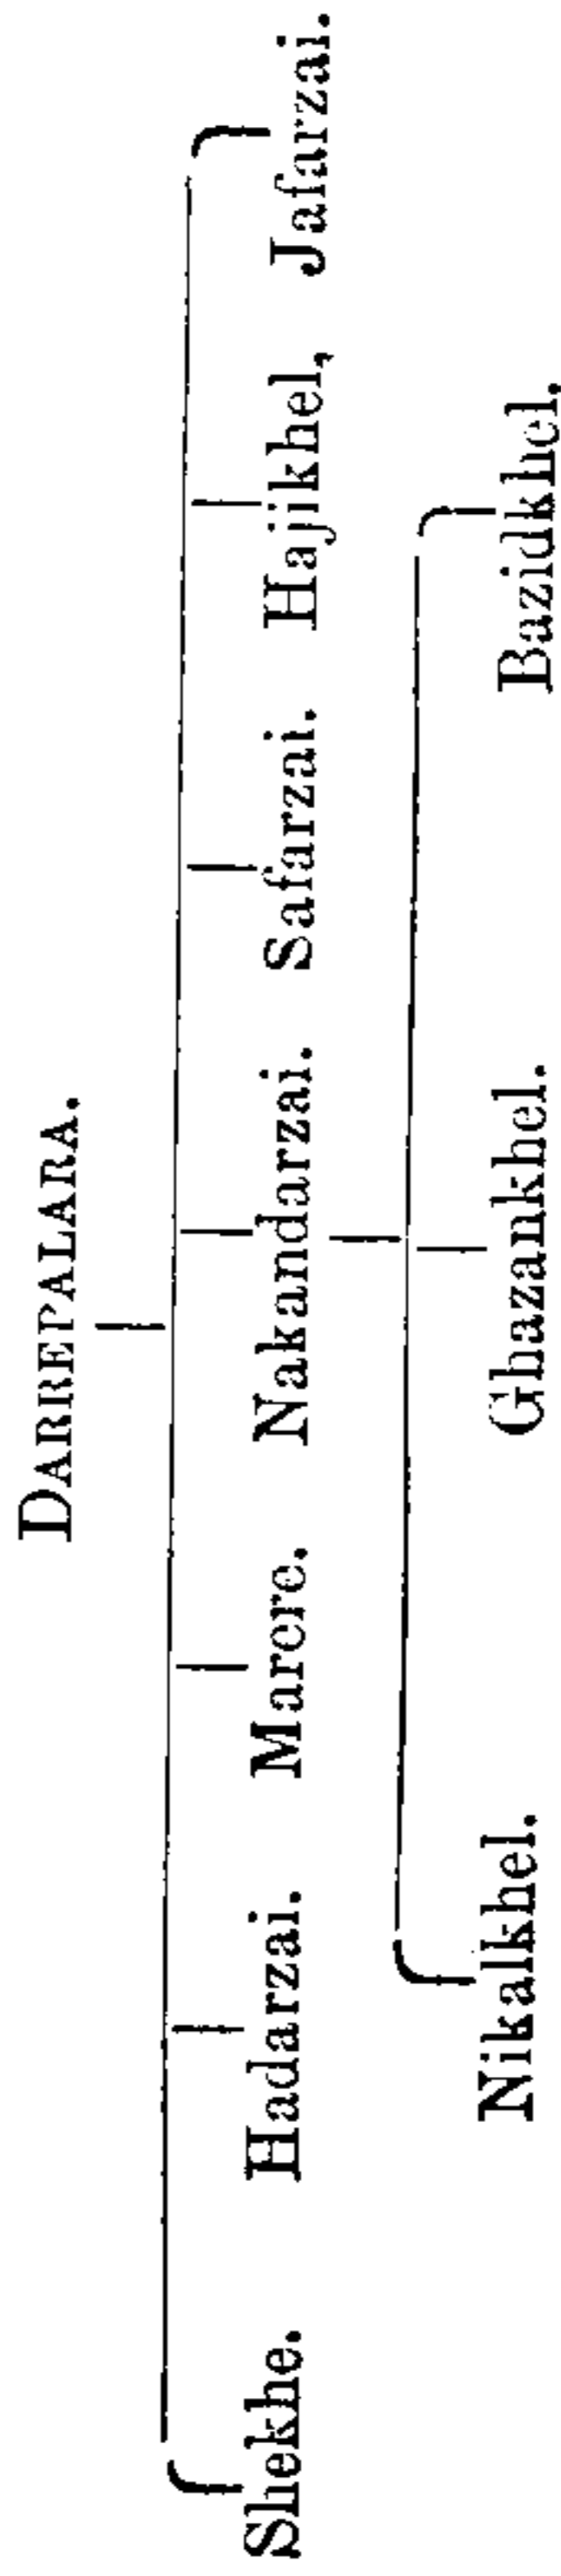 DARREPALARA.
Shekhe. Hadarzai. Marere. Nakandarzai. Safarzai. Hajikhel, Jafarzai.
Nikalkhel. Ghazankhel. Bazidkhel.